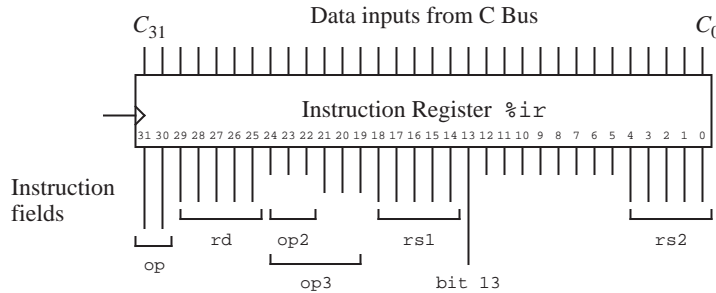 Data inputs from C Bus
C31 C0
Instruction Register %ir
31 30 29 28 27 26 25 24 23 22 21 20 19 18 17 16 15 14 13 12 11 10 9 8 7 6 5 4 3 2 1 0
Instruction
fields
rd op2 rs1 rs2
op
op3 bit 13